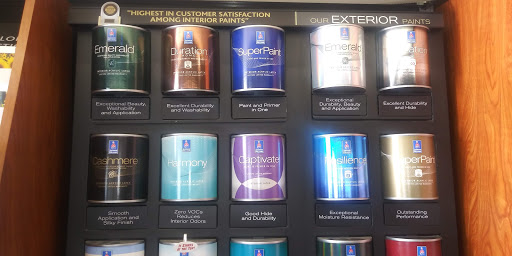 "HIGHEST IN CUSTOMER SATISFACTION
AMONG INTERIOR PAINTS"
OUR EXTERIOR PAINTS
Emerald
Duration
SuperPaint
Emerald
Duration
Exceptional Beauty,
Washability
and Application
Excellent Durability
and Washability
Paint and Primer
in One
Exceptional
Durability, Beauty
and Application
Excellent Durability
and Hide
Cashmere
Harmony
Captivate
Resilience
SuperPaint
Smooth
Application and
Silky Finish
Zero VOCs
Reduces
Interior Odors
Good Hide
and Durability
Exceptional
Moisture Resistance
Outstanding
Performance